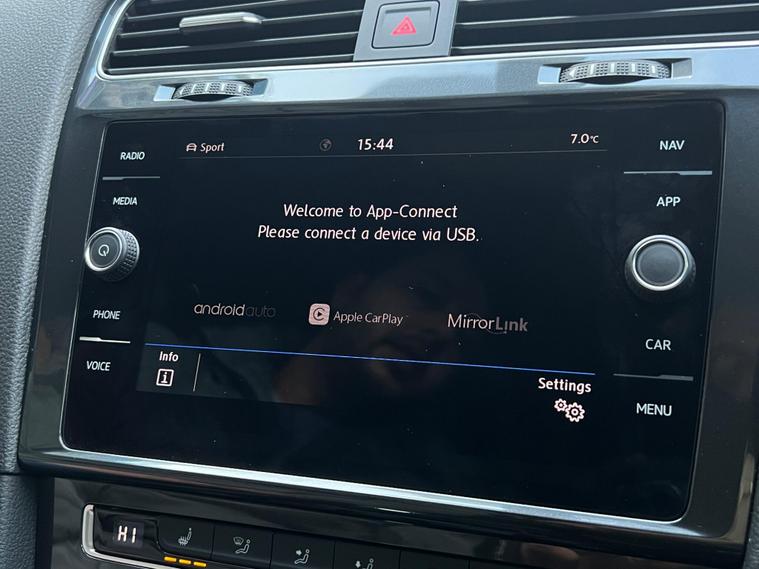 RADIO
MEDIA
PHONE
VOICE
Sport 15:44 7.0°C
Welcome to App-Connect
Please connect a device via USB.
androidauto Apple CarPlay MirrorLink
Info
Settings
NAV
APP
CAR
MENU
HI